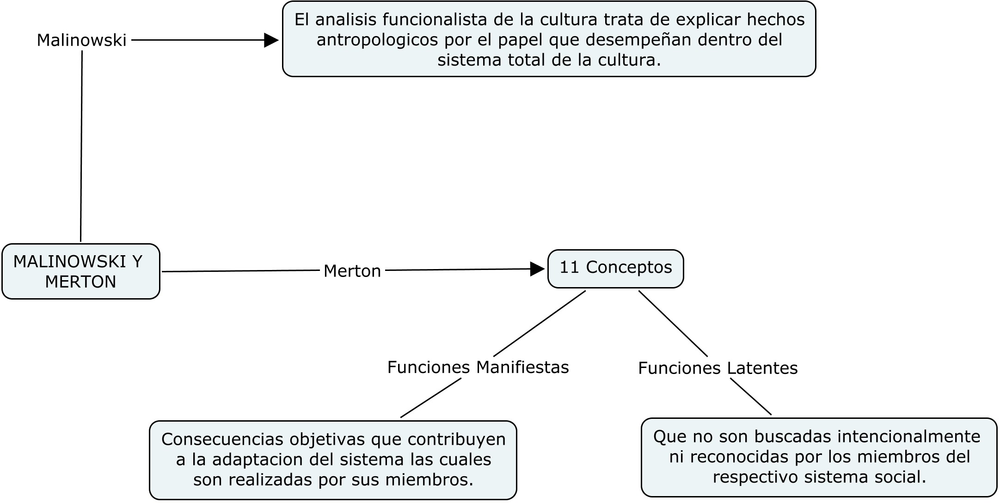 Malinowski
El analisis funcionalista de la cultura trata de explicar hechos
antropologicos por el papel que desempeñan dentro del
sistema total de la cultura.
MALINOWSKI Y
MERTON
Merton
11 Conceptos
Funciones Manifiestas
Funciones Latentes
Consecuencias objetivas que contribuyen
a la adaptacion del sistema las cuales
son realizadas por sus miembros.
Que no son buscadas intencionalmente
ni reconocidas por los miembros del
respectivo sistema social.